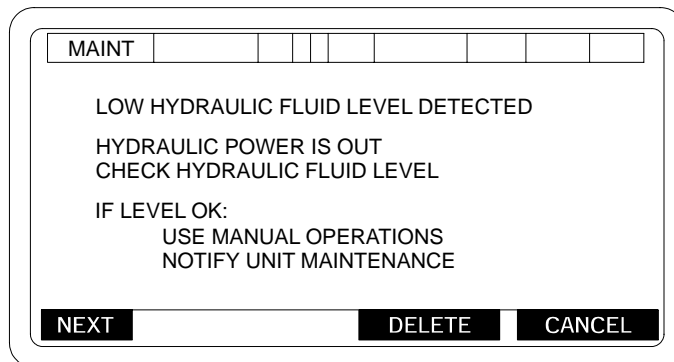 MAINT
LOW HYDRAULIC FLUID LEVEL DETECTED
HYDRAULIC POWER IS OUT
CHECK HYDRAULIC FLUID LEVEL
IF LEVEL OK:
USE MANUAL OPERATIONS
NOTIFY UNIT MAINTENANCE
NEXT DELETE CANCEL